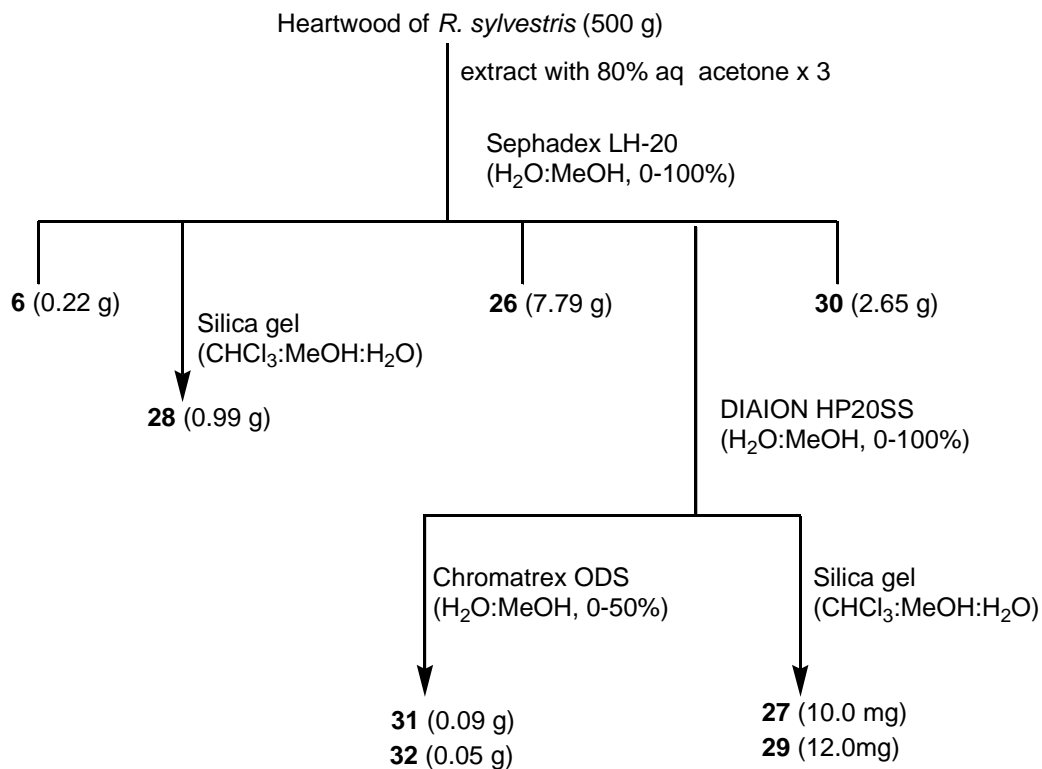 Heartwood of R. sylvestris (500 g)
extract with 80% aq acetone x 3
Sephadex LH-20
(H₂O:MeOH, 0-100%)
6 (0.22 g)
26 (7.79 g)
30 (2.65 g)
Silica gel
(CHCl₃:MeOH:H₂O)
28 (0.99 g)
DIAION HP20SS
(H₂O:MeOH, 0-100%)
Chromatrex ODS
(H₂O:MeOH, 0-50%)
Silica gel
(CHCl₃:MeOH:H₂O)
31 (0.09 g)
32 (0.05 g)
27 (10.0 mg)
29 (12.0mg)